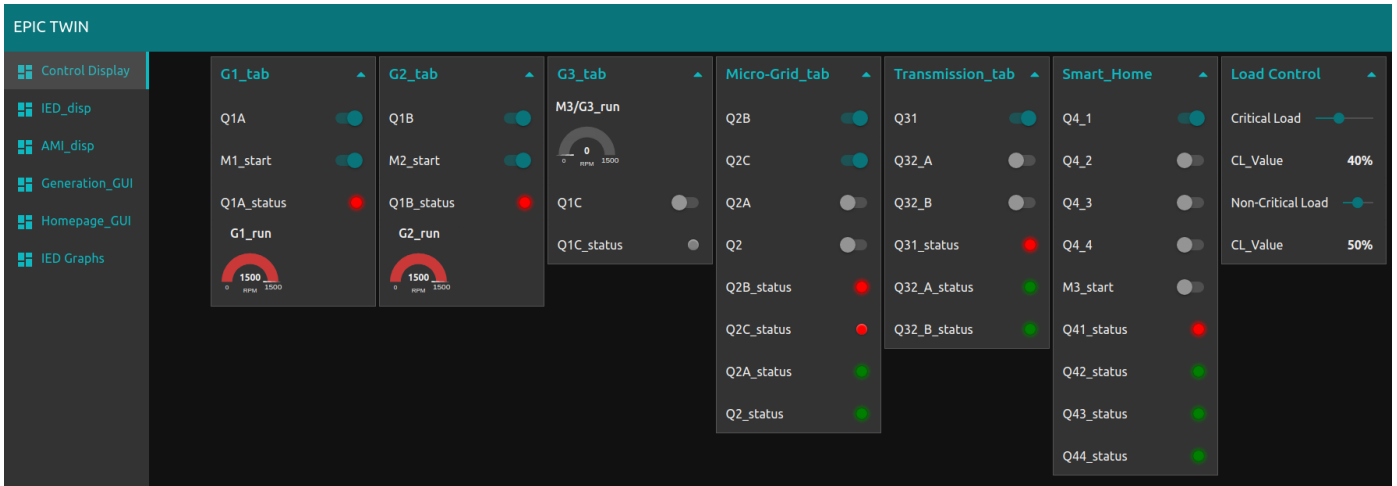 EPIC TWIN
Control Display
IED_disp
AMI_disp
Generation_GUI
Homepage_GUI
IED Graphs
G1_tab
Q1A
M1_start
Q1A_status
G1_run
1500
0 RPM 1500
G2_tab
Q1B
M2_start
Q1B_status
G2_run
1500
0 RPM 1500
G3_tab
M3/G3_run
0
0 RPM 1500
Q1C
Q1C_status
Micro-Grid_tab
Q2B
Q2C
Q2A
Q2
Q2B_status
Q2C_status
Q2A_status
Q2_status
Transmission_tab
Q31
Q32_A
Q32_B
Q31_status
Q32_A_status
Q32_B_status
Smart_Home
Q4_1
Q4_2
Q4_3
Q4_4
M3_start
Q41_status
Q42_status
Q43_status
Q44_status
Load Control
Critical Load
CL_Value 40%
Non-Critical Load
CL_Value 50%